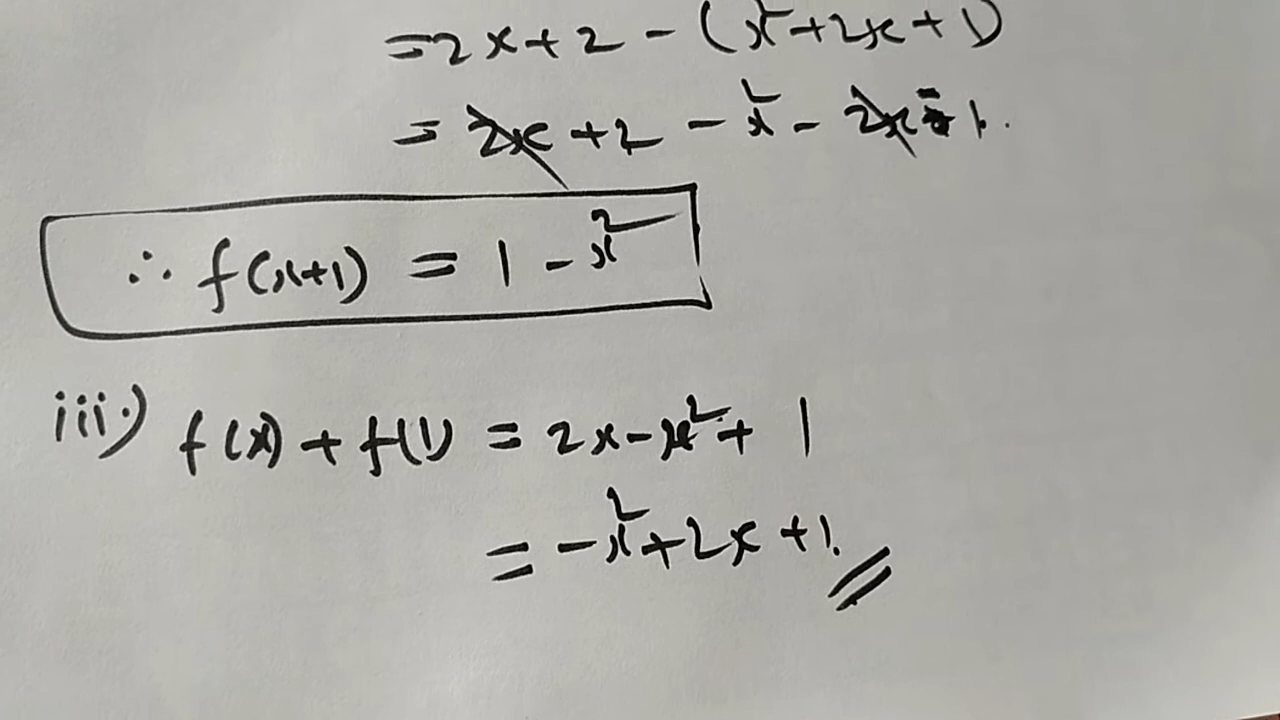 =2x+2-(x²+2x+1)
= 2x+2-x²-2x-1.
∴ f(x+1) = 1-x²
iii.) f(x)+f(1) = 2x-x²+1
= -x²+2x+1.